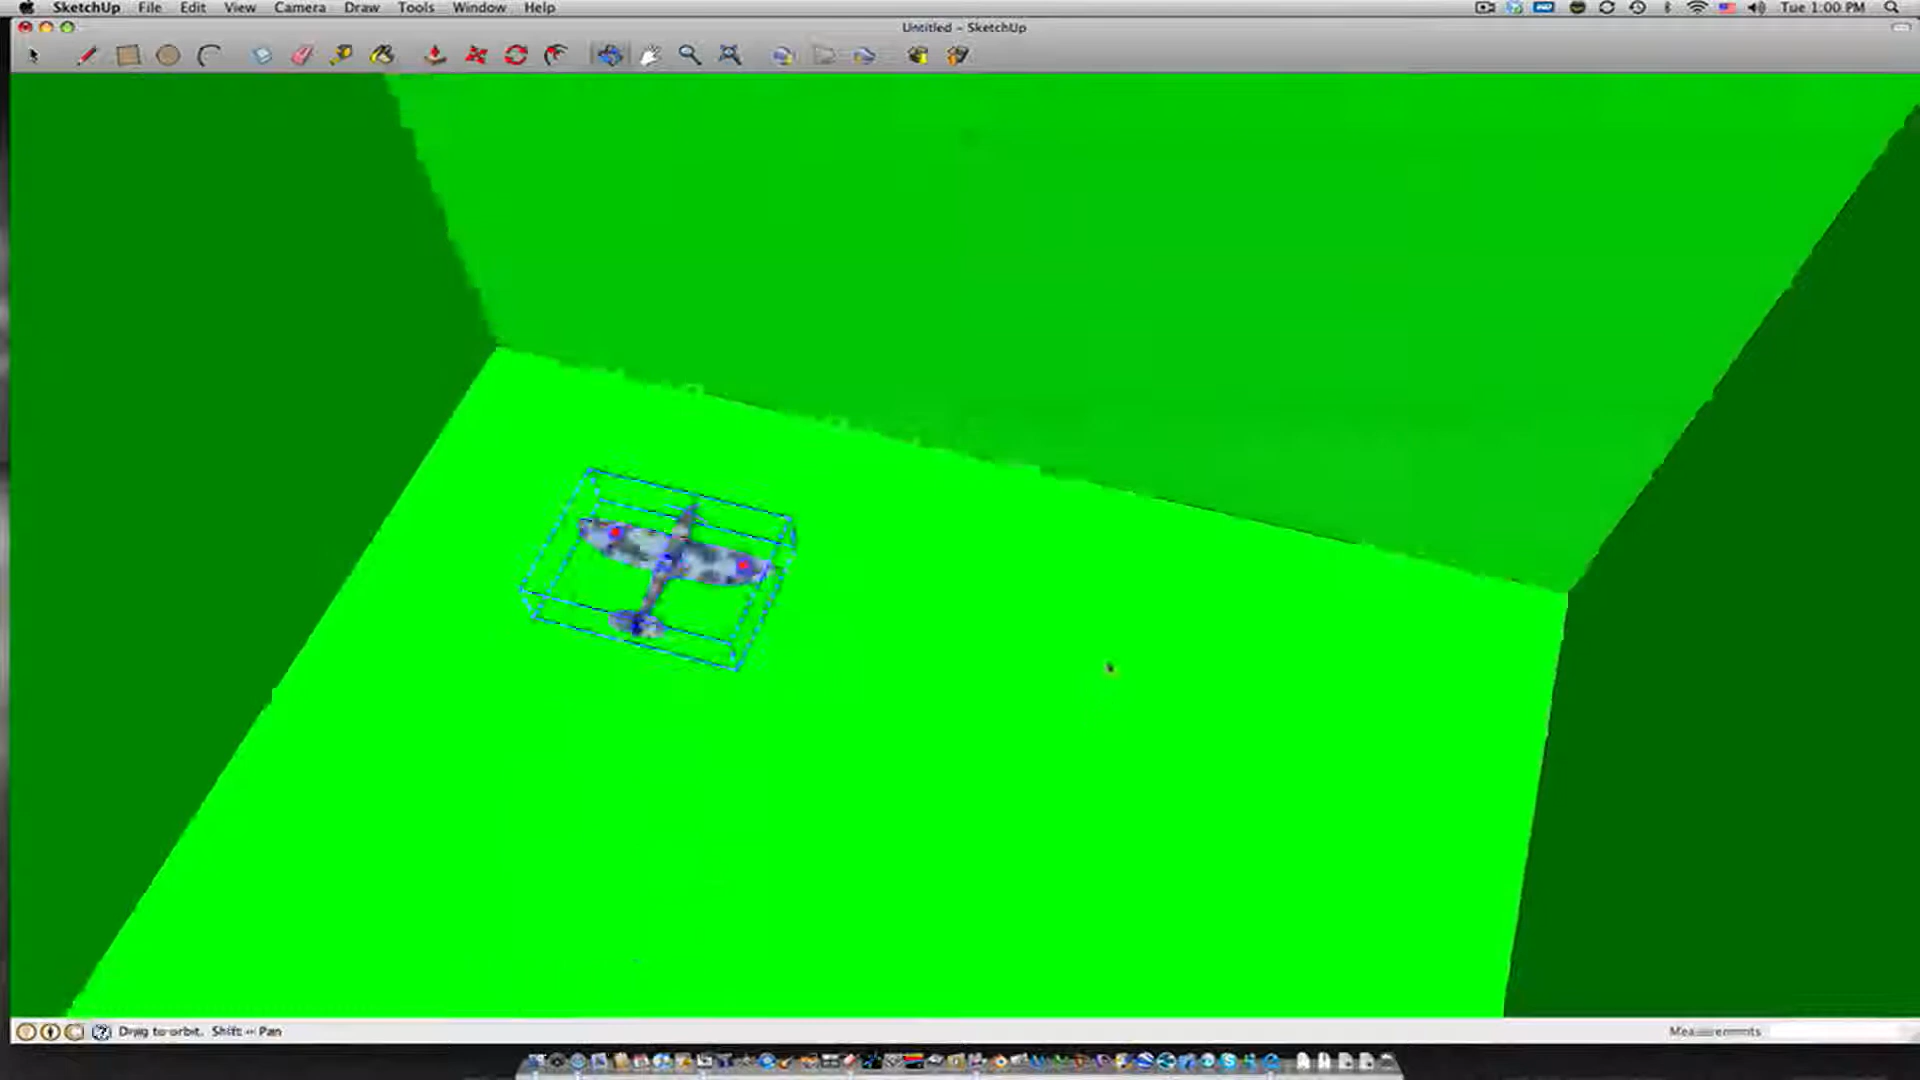 SketchUp File Edit View Camera Draw Tools Window Help Tue 1:00 PM
Untitled – SketchUp
Drag to orbit. Shift = Pan Measurements